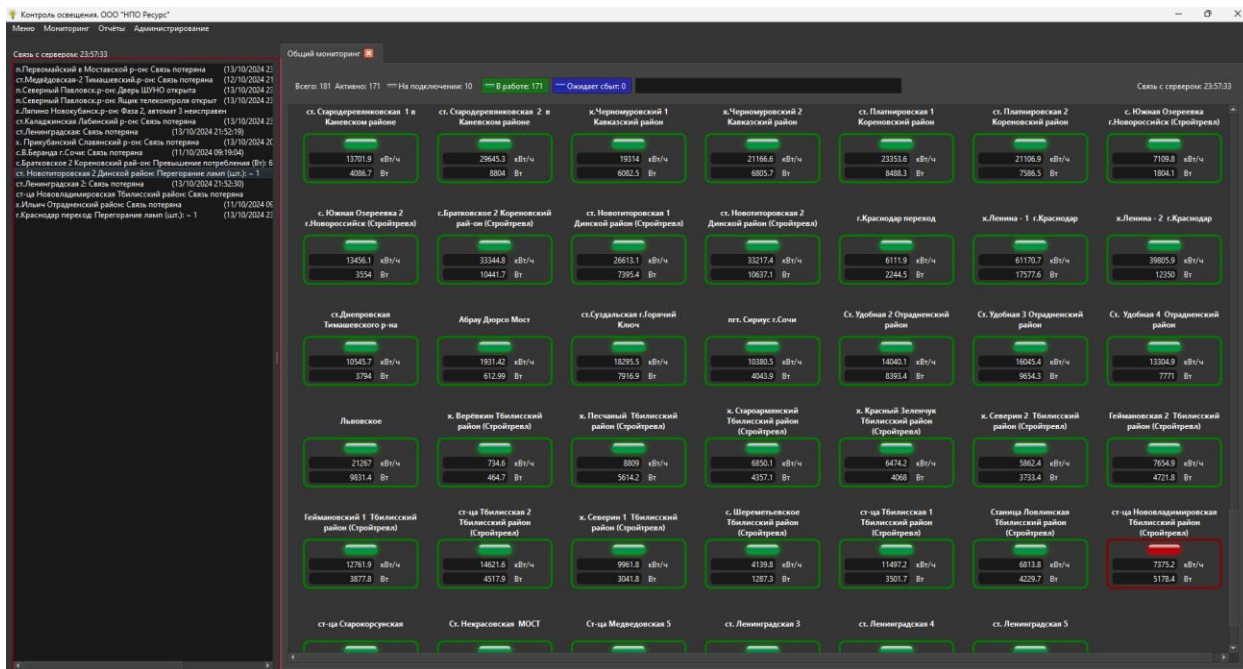 Контроль освещения. ООО "НПО Ресурс"
Меню Мониторинг Отчёты Администрирование
Связь с сервером: 23:57:33
п.Первомайский в Моставской р-он: Связь потеряна (13/10/2024 23
ст.Медвёдовская-2 Тимашевский.р-он: Связь потеряна (12/10/2024 21
п.Северный Павловск.р-он: Дверь ШУНО открыта (13/10/2024 23
п.Северный Павловск.р-он: Ящик телеконтроля открыт (13/10/2024 23
х.Ляпино Новокубанск.р-он: Фаза 2, автомат 3 неисправен
ст.Каладжинская Лабинский р-он: Связь потеряна (13/10/2024 23
ст.Ленинградская: Связь потеряна (13/10/2024 21:52:19)
х. Прикубанский Славянский р-он: Связь потеряна (13/10/2024 20
с.В.Беранда г.Сочи: Связь потеряна (11/10/2024 09:19:04)
с.Братковское 2 Кореновский рай-он: Превышение потребления (Вт): 6
ст. Новотиторовская 2 Динской район: Перегорание ламп (шт.): ~ 1
ст.Ленинградская 2: Связь потеряна (13/10/2024 21:52:30)
ст-ца Нововладимировская Тбилисский район: Связь потеряна
х.Ильич Отрадненский район: Связь потеряна (11/10/2024 09
г.Краснодар переход: Перегорание ламп (шт.): ~ 1 (13/10/2024 23
Общий мониторинг
Всего: 181 Активно: 171 На подключении: 10 В работе: 171 Ожидает сбыт: 0 Связь с сервером: 23:57:33
ст. Стародеревянковская 1 в Каневском районе
13701.9 кВт/ч
4086.7 Вт
ст. Стародеревянковская 2 в Каневском районе
29645.3 кВт/ч
8804 Вт
х.Черномуровский 1 Кавказский район
19314 кВт/ч
6082.5 Вт
х.Черномуровский 2 Кавказский район
21166.6 кВт/ч
6805.7 Вт
ст. Платнировская 1 Кореновский район
23353.6 кВт/ч
8488.3 Вт
ст. Платнировская 2 Кореновский район
21106.9 кВт/ч
7586.5 Вт
с. Южная Озереевка г.Новороссийск (Стройтревл)
7109.8 кВт/ч
1804.1 Вт
с. Южная Озереевка 2 г.Новороссийск (Стройтревл)
13456.1 кВт/ч
3554 Вт
с.Братковское 2 Кореновский рай-он (Стройтревл)
33344.8 кВт/ч
10441.7 Вт
ст. Новотиторовская 1 Динской район (Стройтревл)
26613.1 кВт/ч
7395.4 Вт
ст. Новотиторовская 2 Динской район (Стройтревл)
33217.4 кВт/ч
10637.1 Вт
г.Краснодар переход
6111.9 кВт/ч
2244.5 Вт
х.Ленина - 1 г.Краснодар
61170.7 кВт/ч
17577.6 Вт
х.Ленина - 2 г.Краснодар
39805.9 кВт/ч
12350 Вт
ст.Днепровская Тимашевского р-на
10545.7 кВт/ч
3794 Вт
Абрау Дюрсо Мост
1931.42 кВт/ч
612.99 Вт
ст.Суздальская г.Горячий Ключ
18295.5 кВт/ч
7916.9 Вт
пгт. Сириус г.Сочи
10380.5 кВт/ч
4043.9 Вт
Ст. Удобная 2 Отрадненский район
14040.1 кВт/ч
8393.4 Вт
Ст. Удобная 3 Отрадненский район
16045.4 кВт/ч
9654.3 Вт
Ст. Удобная 4 Отрадненский район
13304.9 кВт/ч
7771 Вт
Львовское
21267 кВт/ч
9831.4 Вт
х. Верёвкин Тбилисский район (Стройтревл)
734.6 кВт/ч
464.7 Вт
х. Песчаный Тбилисский район (Стройтревл)
8809 кВт/ч
5614.2 Вт
х. Староармянский Тбилисский район (Стройтревл)
6850.1 кВт/ч
4357.1 Вт
х. Красный Зеленчук Тбилисский район (Стройтревл)
6474.2 кВт/ч
4068 Вт
х. Северин 2 Тбилисский район (Стройтревл)
5862.4 кВт/ч
3733.4 Вт
Геймановская 2 Тбилисский район (Стройтревл)
7654.9 кВт/ч
4721.8 Вт
Геймановский 1 Тбилисский район (Стройтревл)
12761.9 кВт/ч
3877.8 Вт
ст-ца Тбилисская 2 Тбилисский район (Стройтревл)
14621.6 кВт/ч
4517.9 Вт
х. Северин 1 Тбилисский район (Стройтревл)
9961.8 кВт/ч
3041.8 Вт
с. Шереметьевское Тбилисский район (Стройтревл)
4139.8 кВт/ч
1287.3 Вт
ст-ца Тбилисская 1 Тбилисский район (Стройтревл)
11497.2 кВт/ч
3501.7 Вт
Станица Ловлинская Тбилисский район (Стройтревл)
6813.8 кВт/ч
4229.7 Вт
ст-ца Нововладимировская Тбилисский район (Стройтревл)
7375.2 кВт/ч
5178.4 Вт
ст-ца Старокорсунская
Ст. Некрасовская МОСТ
Ст-ца Медведовская 5
ст. Ленинградская 3
ст. Ленинградская 4
ст. Ленинградская 5